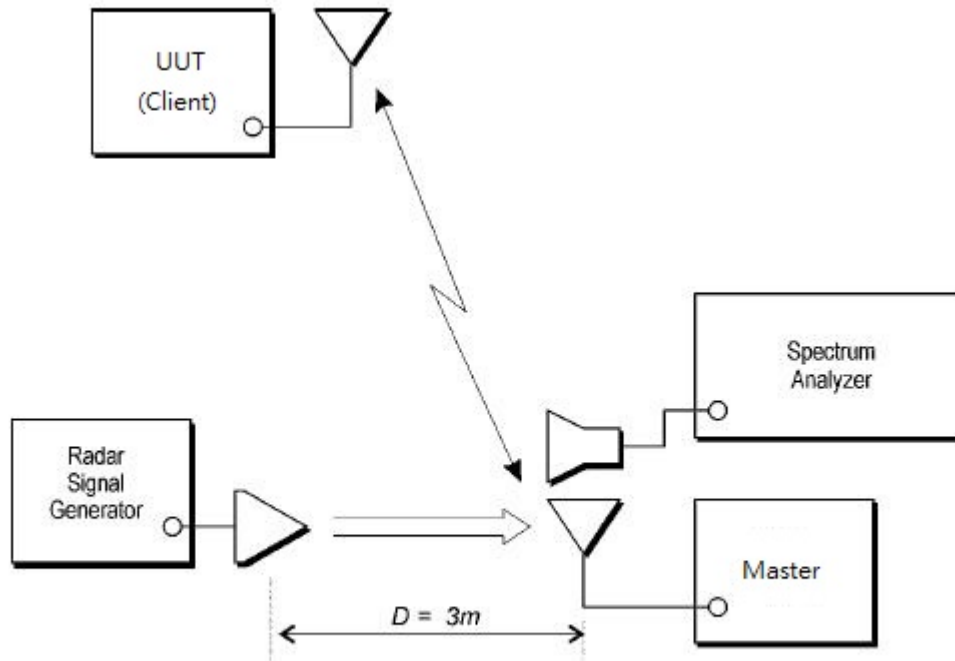 UUT
(Client)
Spectrum
Analyzer
Radar
Signal
Generator
Master
D = 3m